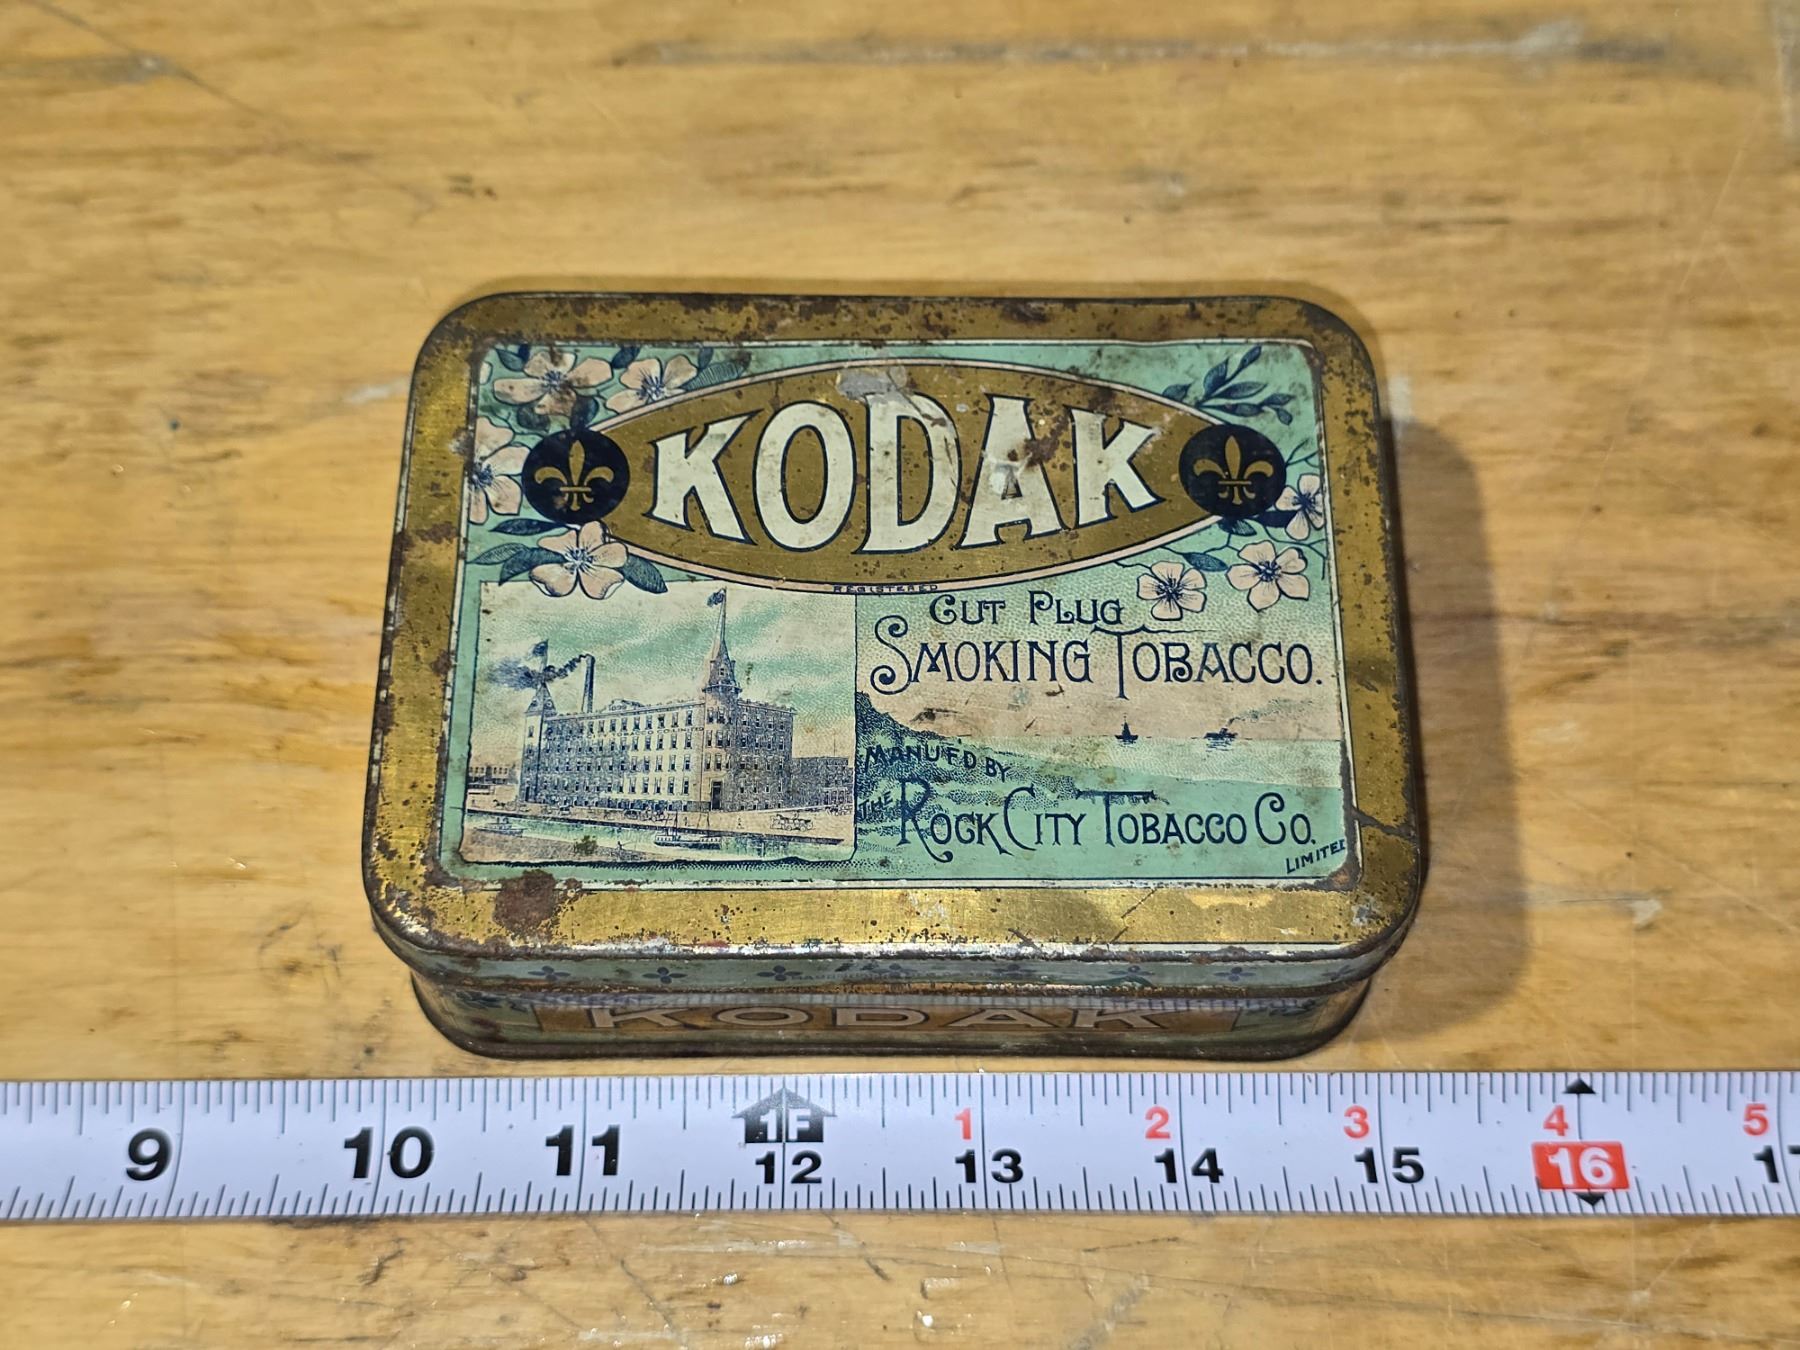 KODAK
REGISTERED
CUT PLUG
SMOKING TOBACCO.
MANUF'D BY
THE ROCK CITY TOBACCO CO.
LIMITED
KODAK
1F 1 2 3 4 5
9 10 11 12 13 14 15 16